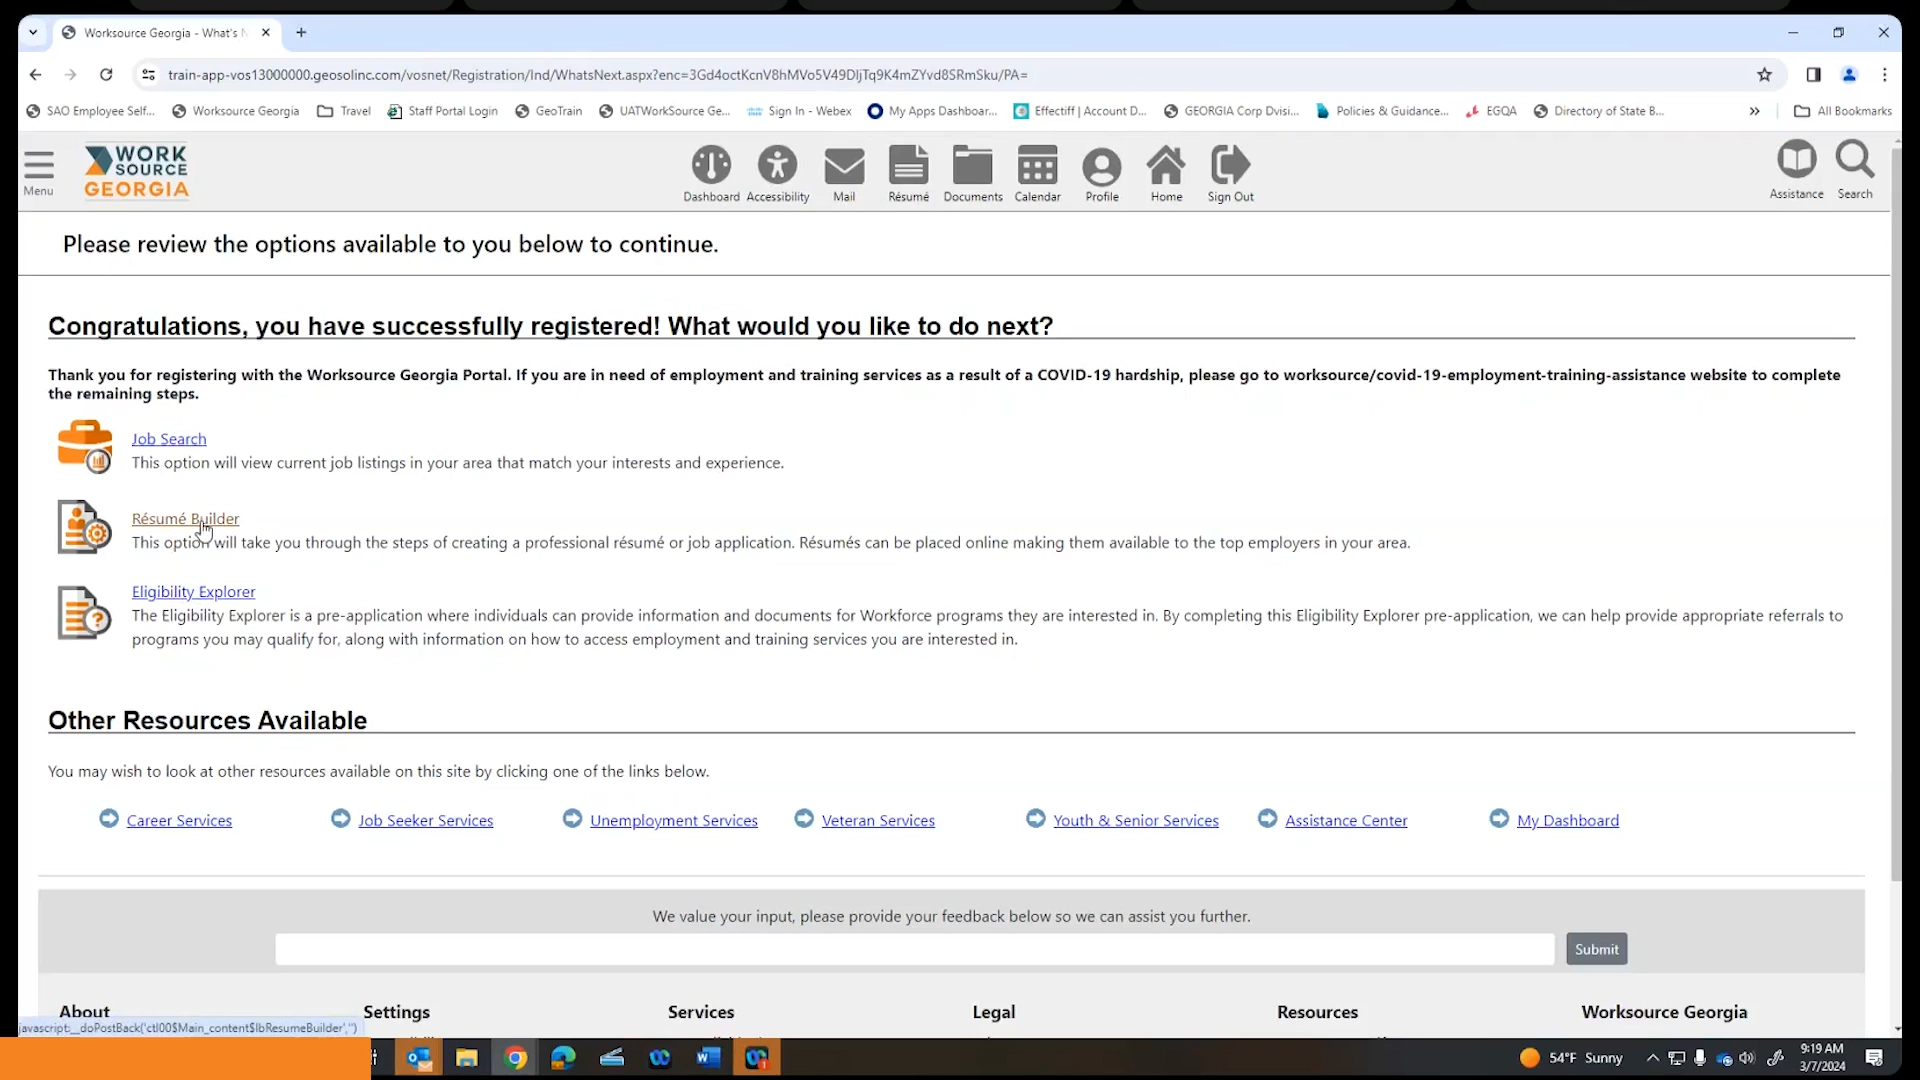 Worksource Georgia - What's N
train-app-vos13000000.geosolinc.com/vosnet/Registration/Ind/WhatsNext.aspx?enc=3Gd4octKcnV8hMVo5V49DIjTq9K4mZYvd8SRmSku/PA=
SAO Employee Self... Worksource Georgia Travel Staff Portal Login GeoTrain UATWorkSource Ge... Sign In - Webex My Apps Dashboar... Effectiff | Account D... GEORGIA Corp Dvisi... Policies & Guidance... EGQA Directory of State B... » All Bookmarks
Menu
WORK
SOURCE
GEORGIA
Dashboard Accessibility Mail Résumé Documents Calendar Profile Home Sign Out Assistance Search
Please review the options available to you below to continue.
Congratulations, you have successfully registered! What would you like to do next?
Thank you for registering with the Worksource Georgia Portal. If you are in need of employment and training services as a result of a COVID-19 hardship, please go to worksource/covid-19-employment-training-assistance website to complete
the remaining steps.
Job Search
This option will view current job listings in your area that match your interests and experience.
Résumé Builder
This option will take you through the steps of creating a professional résumé or job application. Résumés can be placed online making them available to the top employers in your area.
Eligibility Explorer
The Eligibility Explorer is a pre-application where individuals can provide information and documents for Workforce programs they are interested in. By completing this Eligibility Explorer pre-application, we can help provide appropriate referrals to
programs you may qualify for, along with information on how to access employment and training services you are interested in.
Other Resources Available
You may wish to look at other resources available on this site by clicking one of the links below.
Career Services Job Seeker Services Unemployment Services Veteran Services Youth & Senior Services Assistance Center My Dashboard
We value your input, please provide your feedback below so we can assist you further.
Submit
About Settings Services Legal Resources Worksource Georgia
javascript:__doPostBack('ctl00$Main_content$lbResumeBuilder','')
54°F Sunny
9:19 AM
3/7/2024